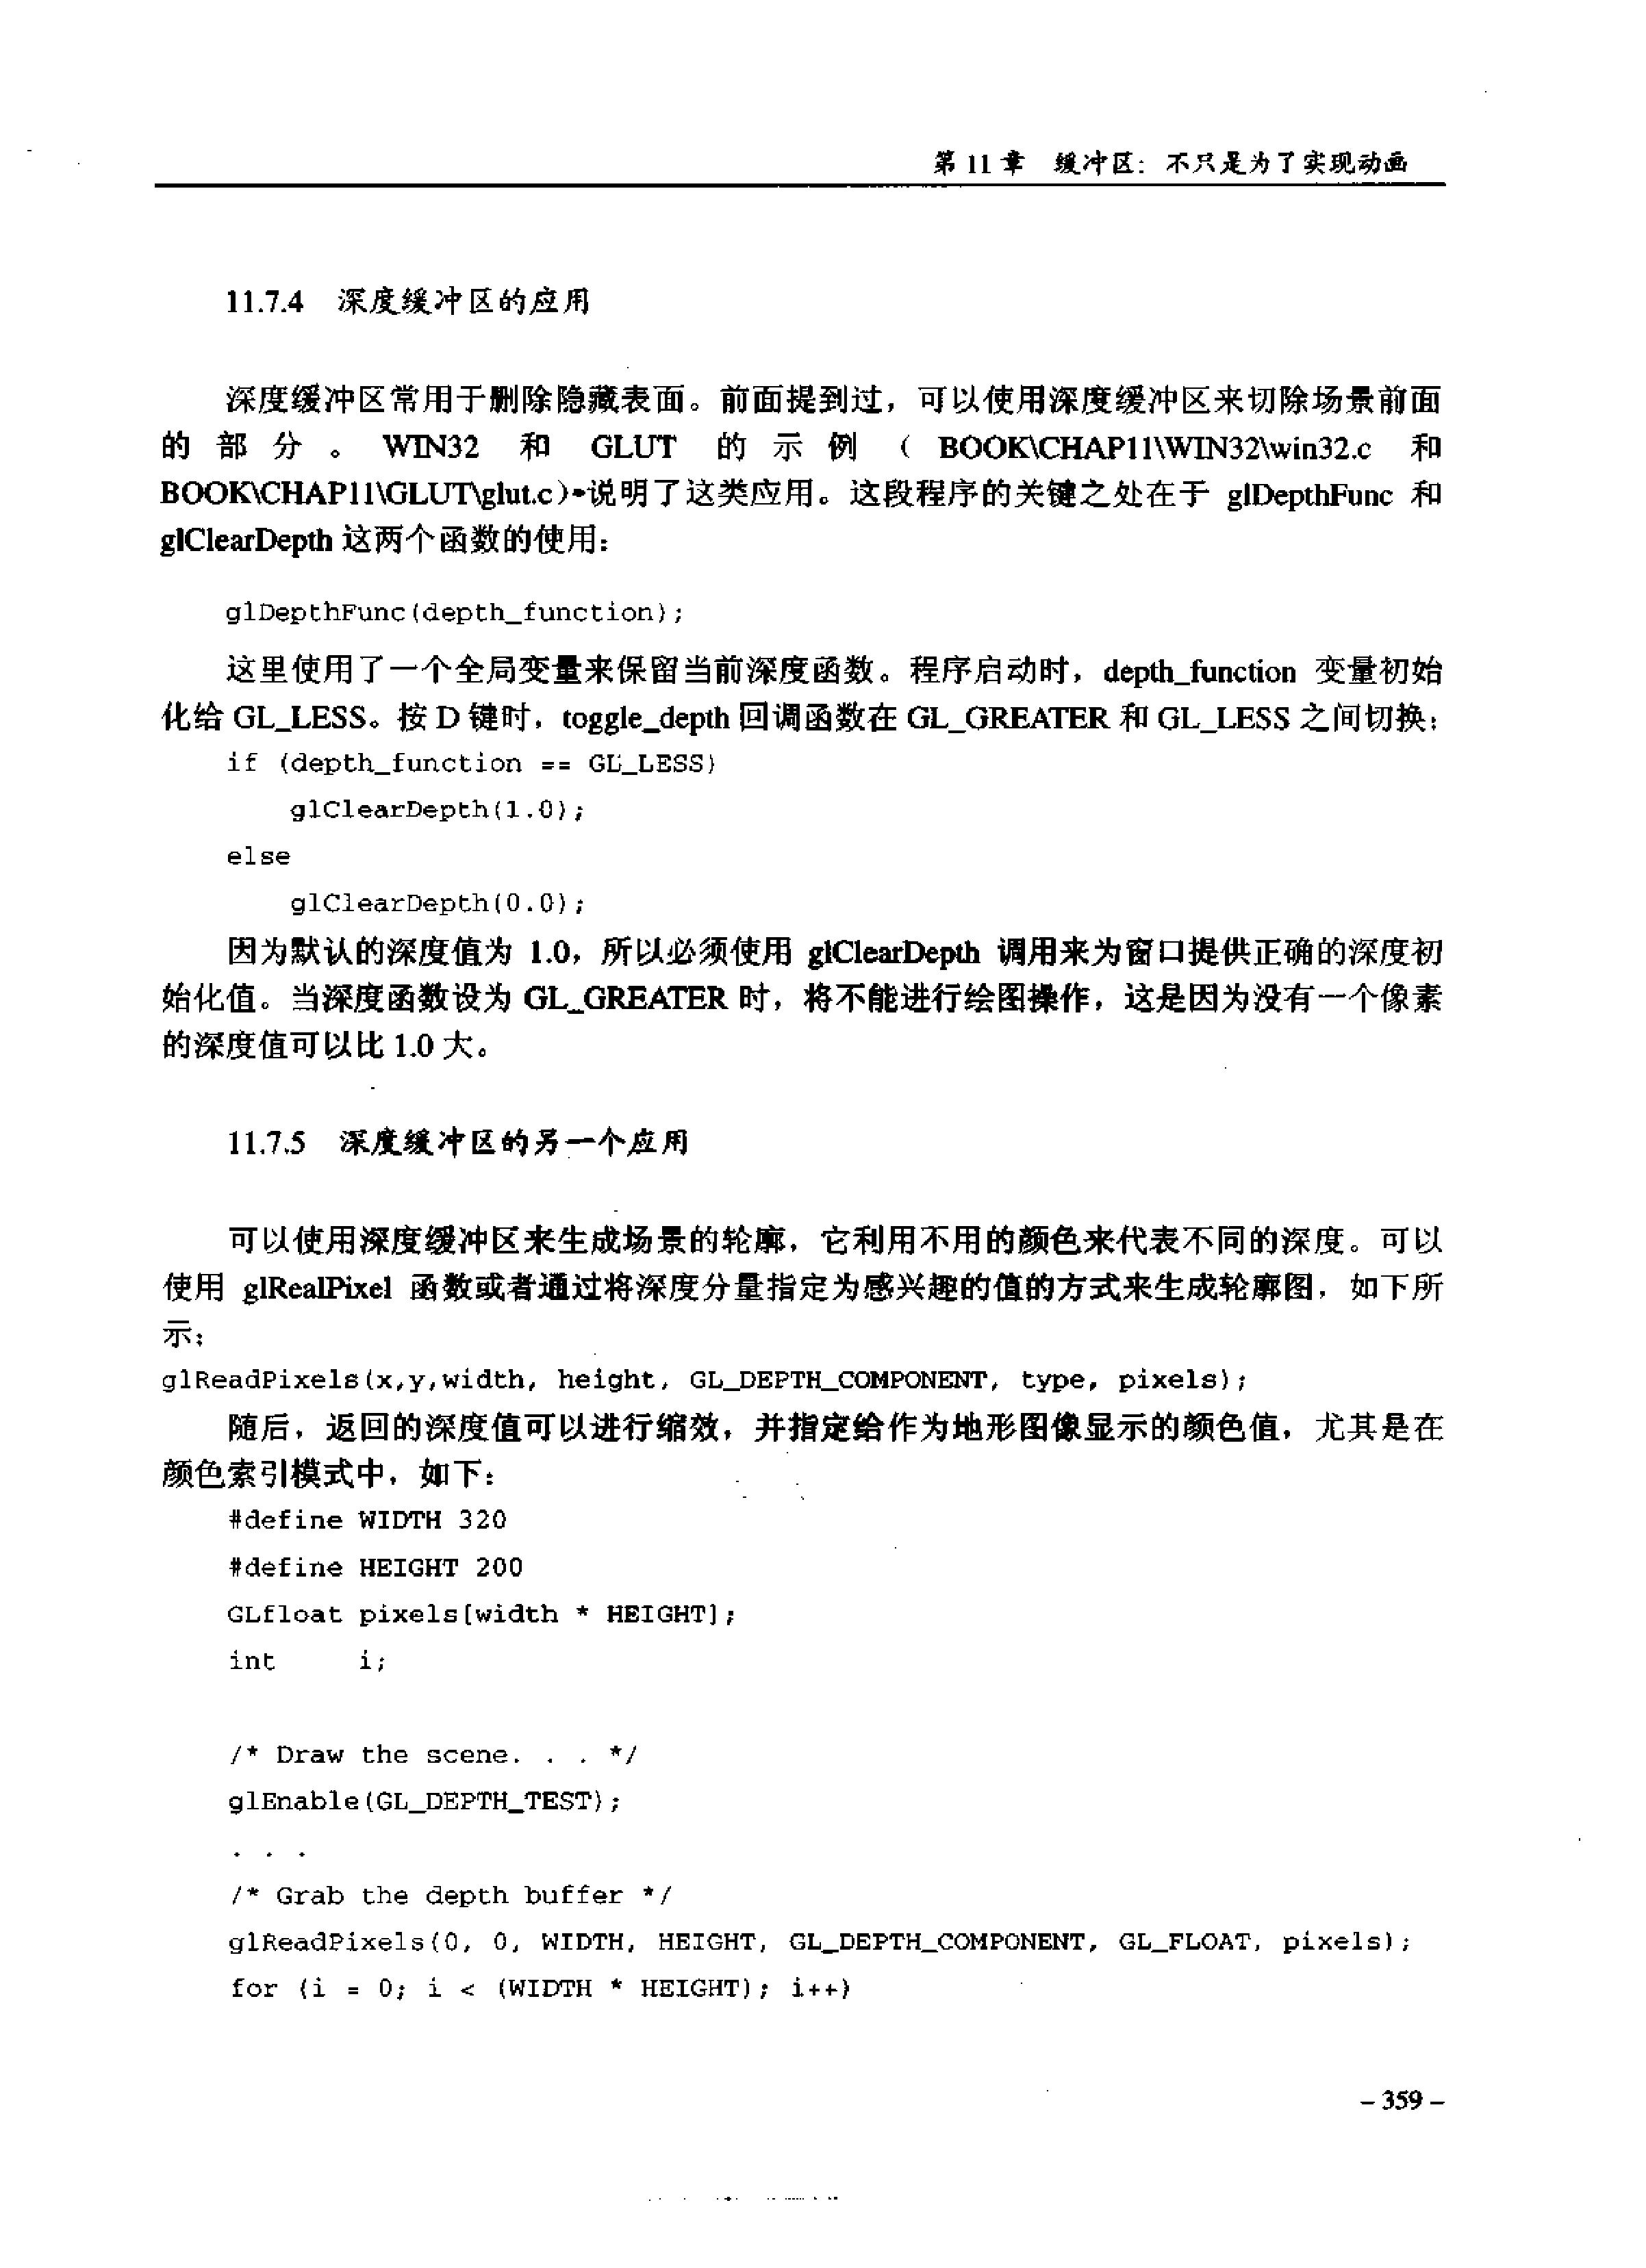 第 11 章　缓冲区：不只是为了实现动画
11.7.4　深度缓冲区的应用
深度缓冲区常用于删除隐藏表面。前面提到过，可以使用深度缓冲区来切除场景前面
的部分。WIN32 和 GLUT 的示例（BOOK\CHAP11\WIN32\win32.c 和
BOOK\CHAP11\GLUT\glut.c）说明了这类应用。这段程序的关键之处在于 glDepthFunc 和
glClearDepth 这两个函数的使用：
glDepthFunc(depth_function);
这里使用了一个全局变量来保留当前深度函数。程序启动时，depth_function 变量初始
化给 GL_LESS。按 D 键时，toggle_depth 回调函数在 GL_GREATER 和 GL_LESS 之间切换：
if (depth_function == GL_LESS)
    glClearDepth(1.0);
else
    glClearDepth(0.0);
因为默认的深度值为 1.0，所以必须使用 glClearDepth 调用来为窗口提供正确的深度初
始化值。当深度函数设为 GL_GREATER 时，将不能进行绘图操作，这是因为没有一个像素
的深度值可以比 1.0 大。
11.7.5　深度缓冲区的另一个应用
可以使用深度缓冲区来生成场景的轮廓，它利用不用的颜色来代表不同的深度。可以
使用 glRealPixel 函数或者通过将深度分量指定为感兴趣的值的方式来生成轮廓图，如下所
示：
glReadPixels(x,y,width, height, GL_DEPTH_COMPONENT, type, pixels);
随后，返回的深度值可以进行缩效，并指定给作为地形图像显示的颜色值，尤其是在
颜色索引模式中，如下：
#define WIDTH 320
#define HEIGHT 200
GLfloat pixels[width * HEIGHT];
int     i;
/* Draw the scene. . . */
glEnable(GL_DEPTH_TEST);
. . .
/* Grab the depth buffer */
glReadPixels(0, 0, WIDTH, HEIGHT, GL_DEPTH_COMPONENT, GL_FLOAT, pixels);
for (i = 0; i < (WIDTH * HEIGHT); i++)
– 359 –